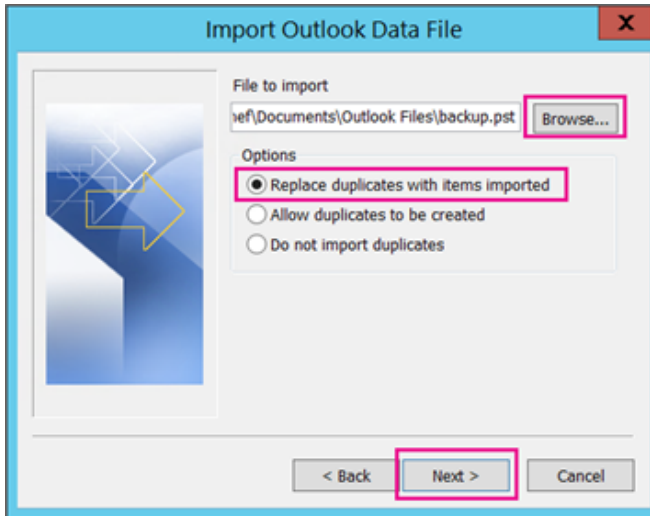 Import Outlook Data File
X
File to import
\Documents\Outlook Files\backup.pst Browse...
Options
Replace duplicates with items imported
Allow duplicates to be created
Do not import duplicates
< Back Next > Cancel